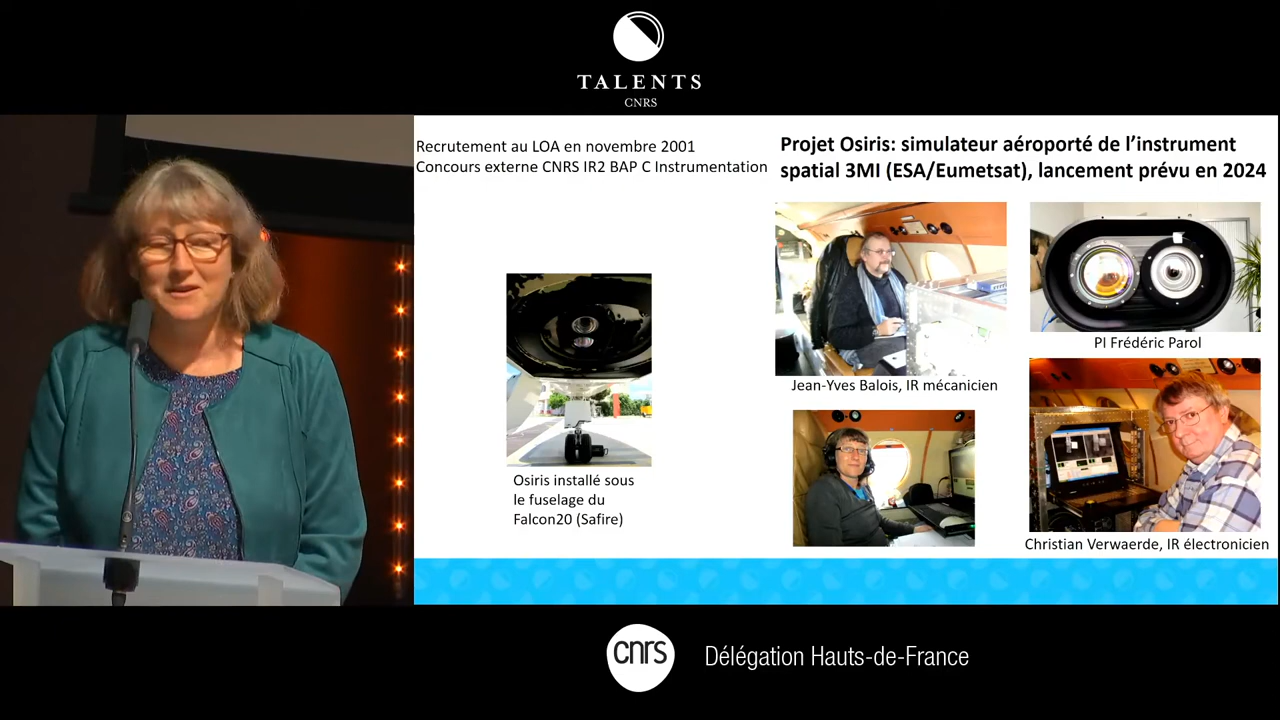 TALENTS
CNRS
Recrutement au LOA en novembre 2001
Concours externe CNRS IR2 BAP C Instrumentation
Projet Osiris: simulateur aéroporté de l’instrument
spatial 3MI (ESA/Eumetsat), lancement prévu en 2024
PI Frédéric Parol
Jean-Yves Balois, IR mécanicien
Osiris installé sous
le fuselage du
Falcon20 (Safire)
Christian Verwaerde, IR électronicien
cnrs
Délégation Hauts-de-France